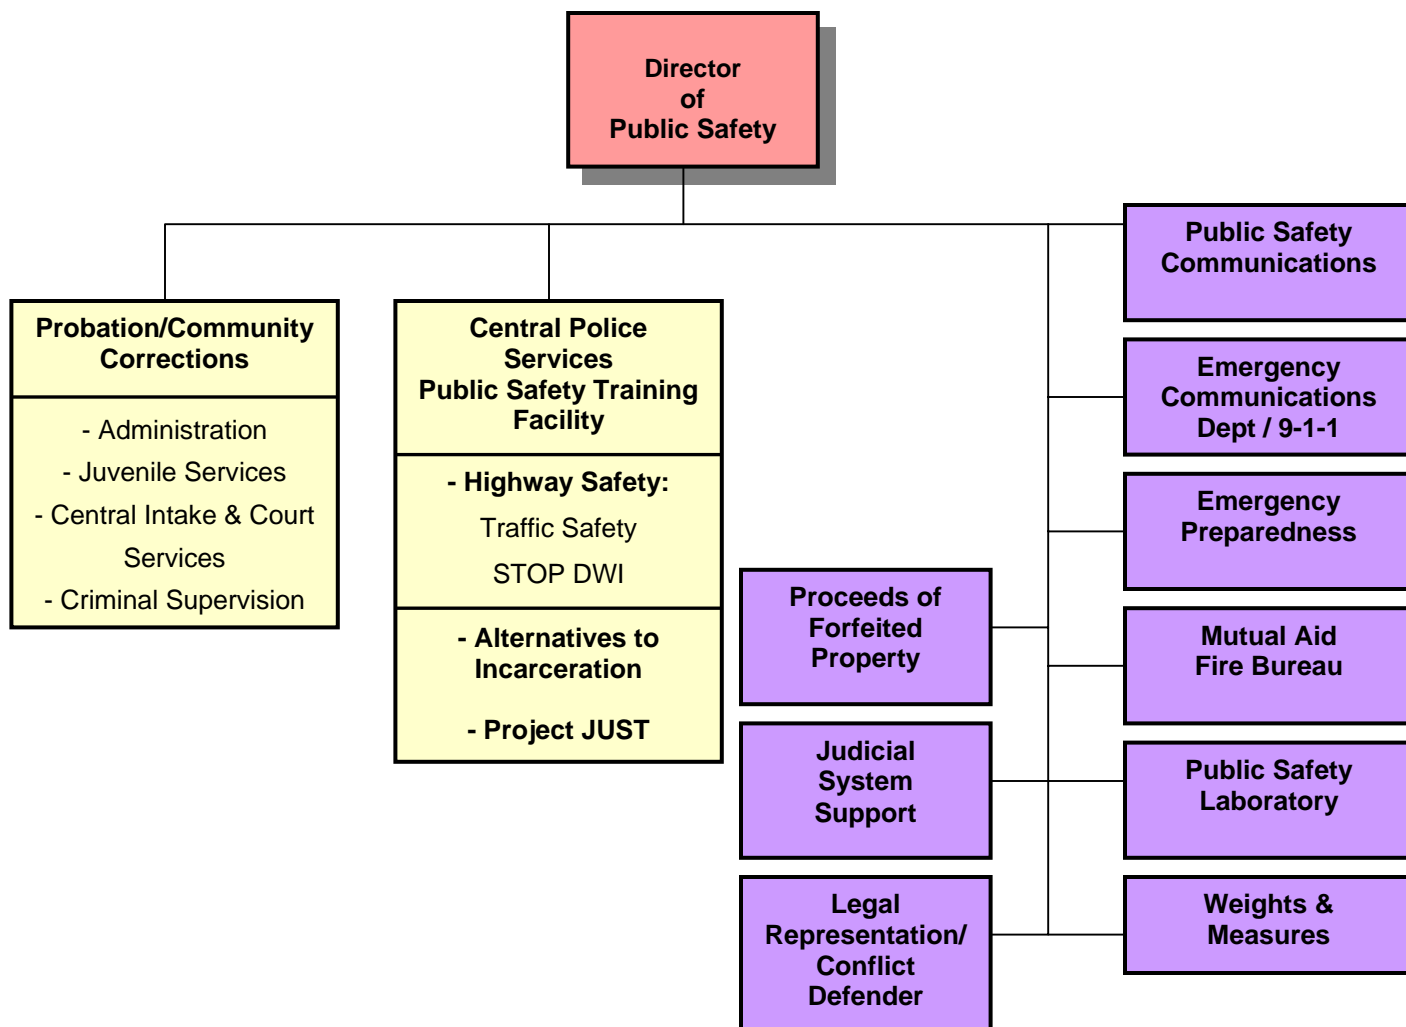 Director
of
Public Safety
Probation/Community
Corrections
- Administration
- Juvenile Services
- Central Intake & Court
Services
- Criminal Supervision
Central Police
Services
Public Safety Training
Facility
- Highway Safety:
Traffic Safety
STOP DWI
- Alternatives to
Incarceration
- Project JUST
Proceeds of
Forfeited
Property
Judicial
System
Support
Legal
Representation/
Conflict
Defender
Public Safety
Communications
Emergency
Communications
Dept / 9-1-1
Emergency
Preparedness
Mutual Aid
Fire Bureau
Public Safety
Laboratory
Weights &
Measures